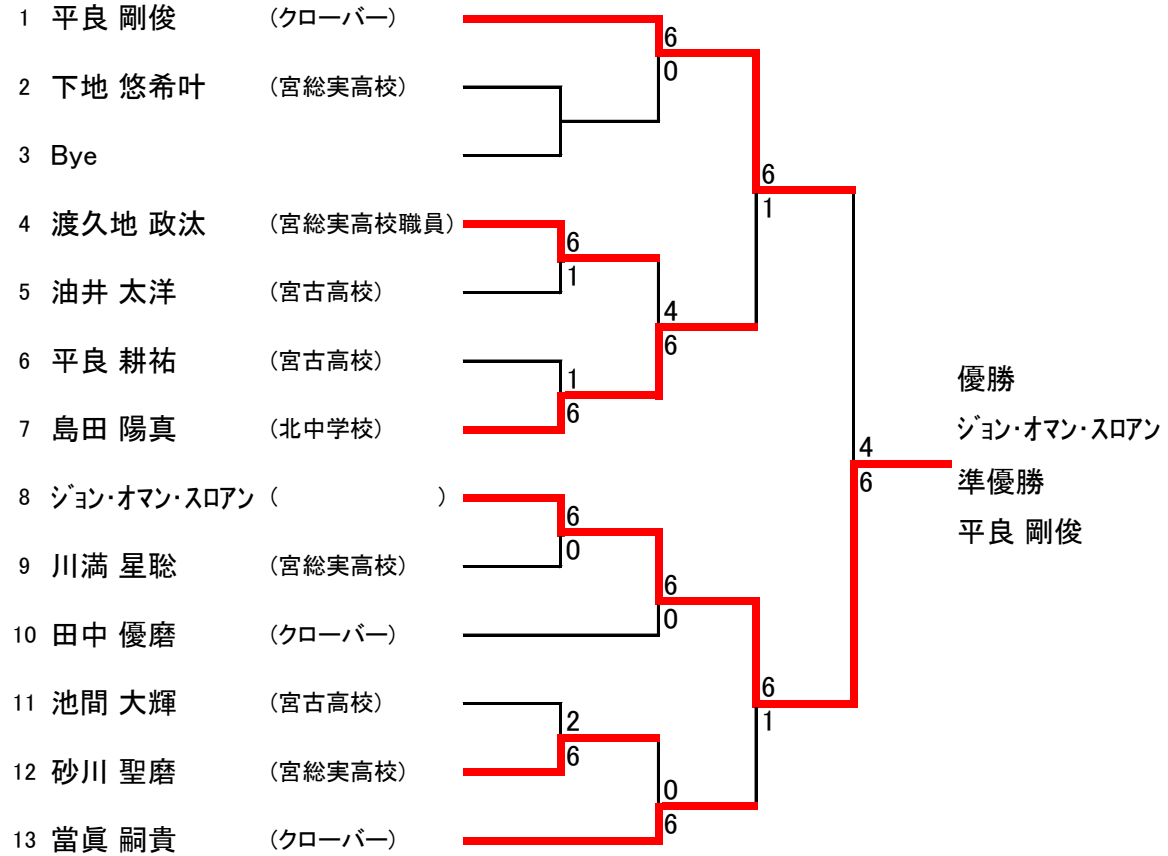 1 平良 剛俊 (クローバー)
6
0
2 下地 悠希叶 (宮総実高校)
3 Bye
6
1
4 渡久地 政汰 (宮総実高校職員)
6
1
5 油井 太洋 (宮古高校)
4
6
6 平良 耕祐 (宮古高校)
1
6
7 島田 陽真 (北中学校)
優勝
ジョン・オマン・スロアン
4
6
準優勝
平良 剛俊
8 ジョン・オマン・スロアン ( )
6
0
9 川満 星聡 (宮総実高校)
6
0
10 田中 優磨 (クローバー)
6
1
11 池間 大輝 (宮古高校)
2
6
12 砂川 聖磨 (宮総実高校)
0
6
13 當眞 嗣貴 (クローバー)